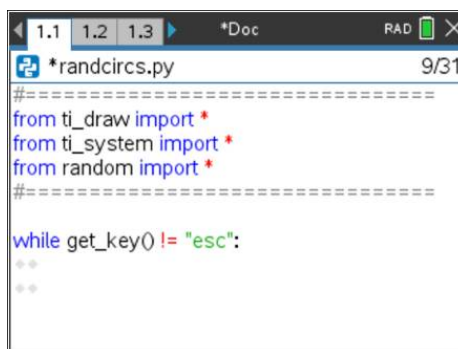 1.1 1.2 1.3 *Doc RAD
*randcircs.py 9/31
#================================
from ti_draw import *
from ti_system import *
from random import *
#================================
while get_key() != "esc":